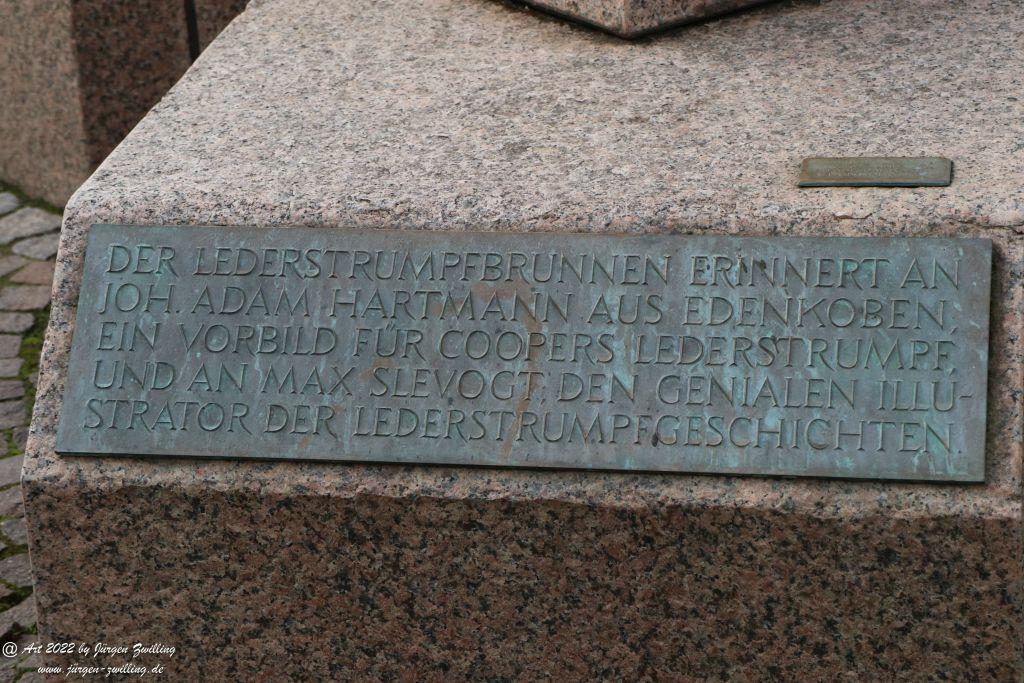 DER LEDERSTRUMPFBRUNNEN ERINNERT AN
JOH. ADAM HARTMANN AUS EDENKOBEN,
EIN VORBILD FÜR COOPERS LEDERSTRUMPF,
UND AN MAX SLEVOGT, DEN GENIALEN ILLU-
STRATOR DER LEDERSTRUMPFGESCHICHTEN.
@ Art 2022 by Jürgen Zwilling
www.jürgen-zwilling.de